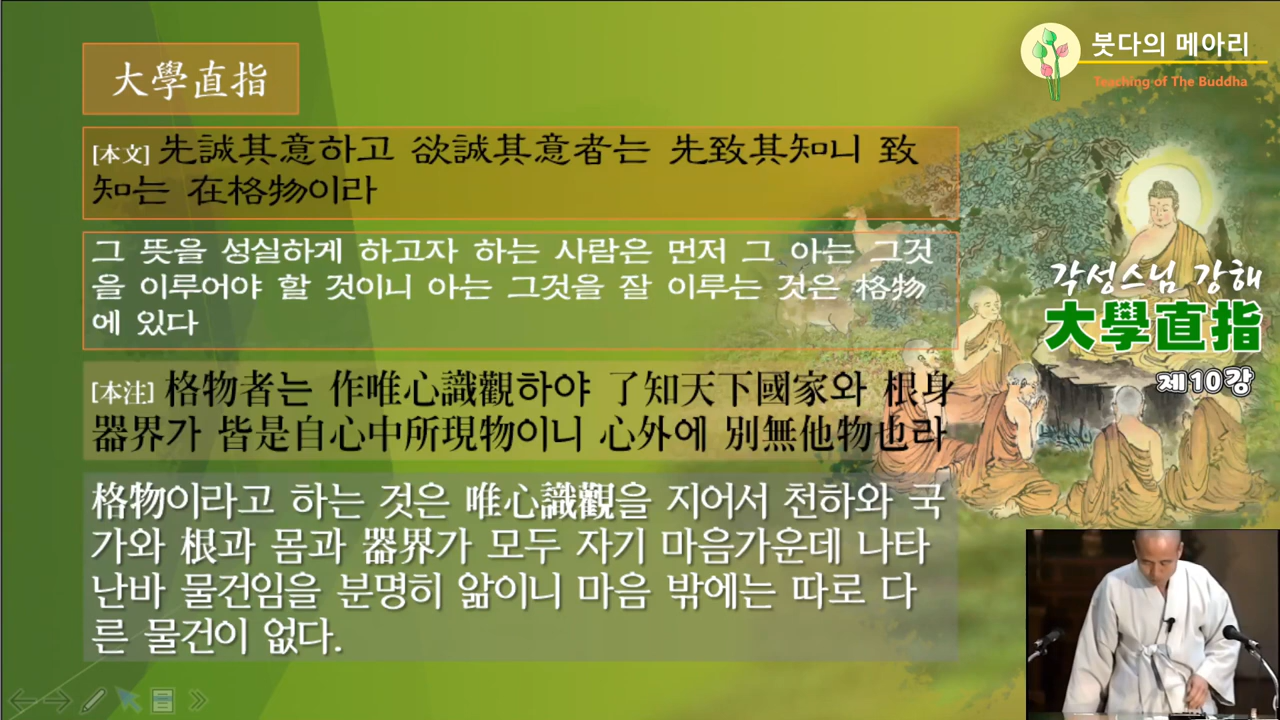 大學直指
[本文] 先誠其意하고 欲誠其意者는 先致其知니 致
知는 在格物이라
그 뜻을 성실하게 하고자 하는 사람은 먼저 그 아는 그것
을 이루어야 할 것이니 아는 그것을 잘 이루는 것은 格物
에 있다
[本注] 格物者는 作唯心識觀하야 了知天下國家와 根身
器界가 皆是自心中所現物이니 心外에 別無他物也라
格物이라고 하는 것은 唯心識觀을 지어서 천하와 국
가와 根과 몸과 器界가 모두 자기 마음가운데 나타
난바 물건임을 분명히 앎이니 마음 밖에는 따로 다
른 물건이 없다.
붓다의 메아리
Teaching of The Buddha
각성스님 강해
大學直指
제10강